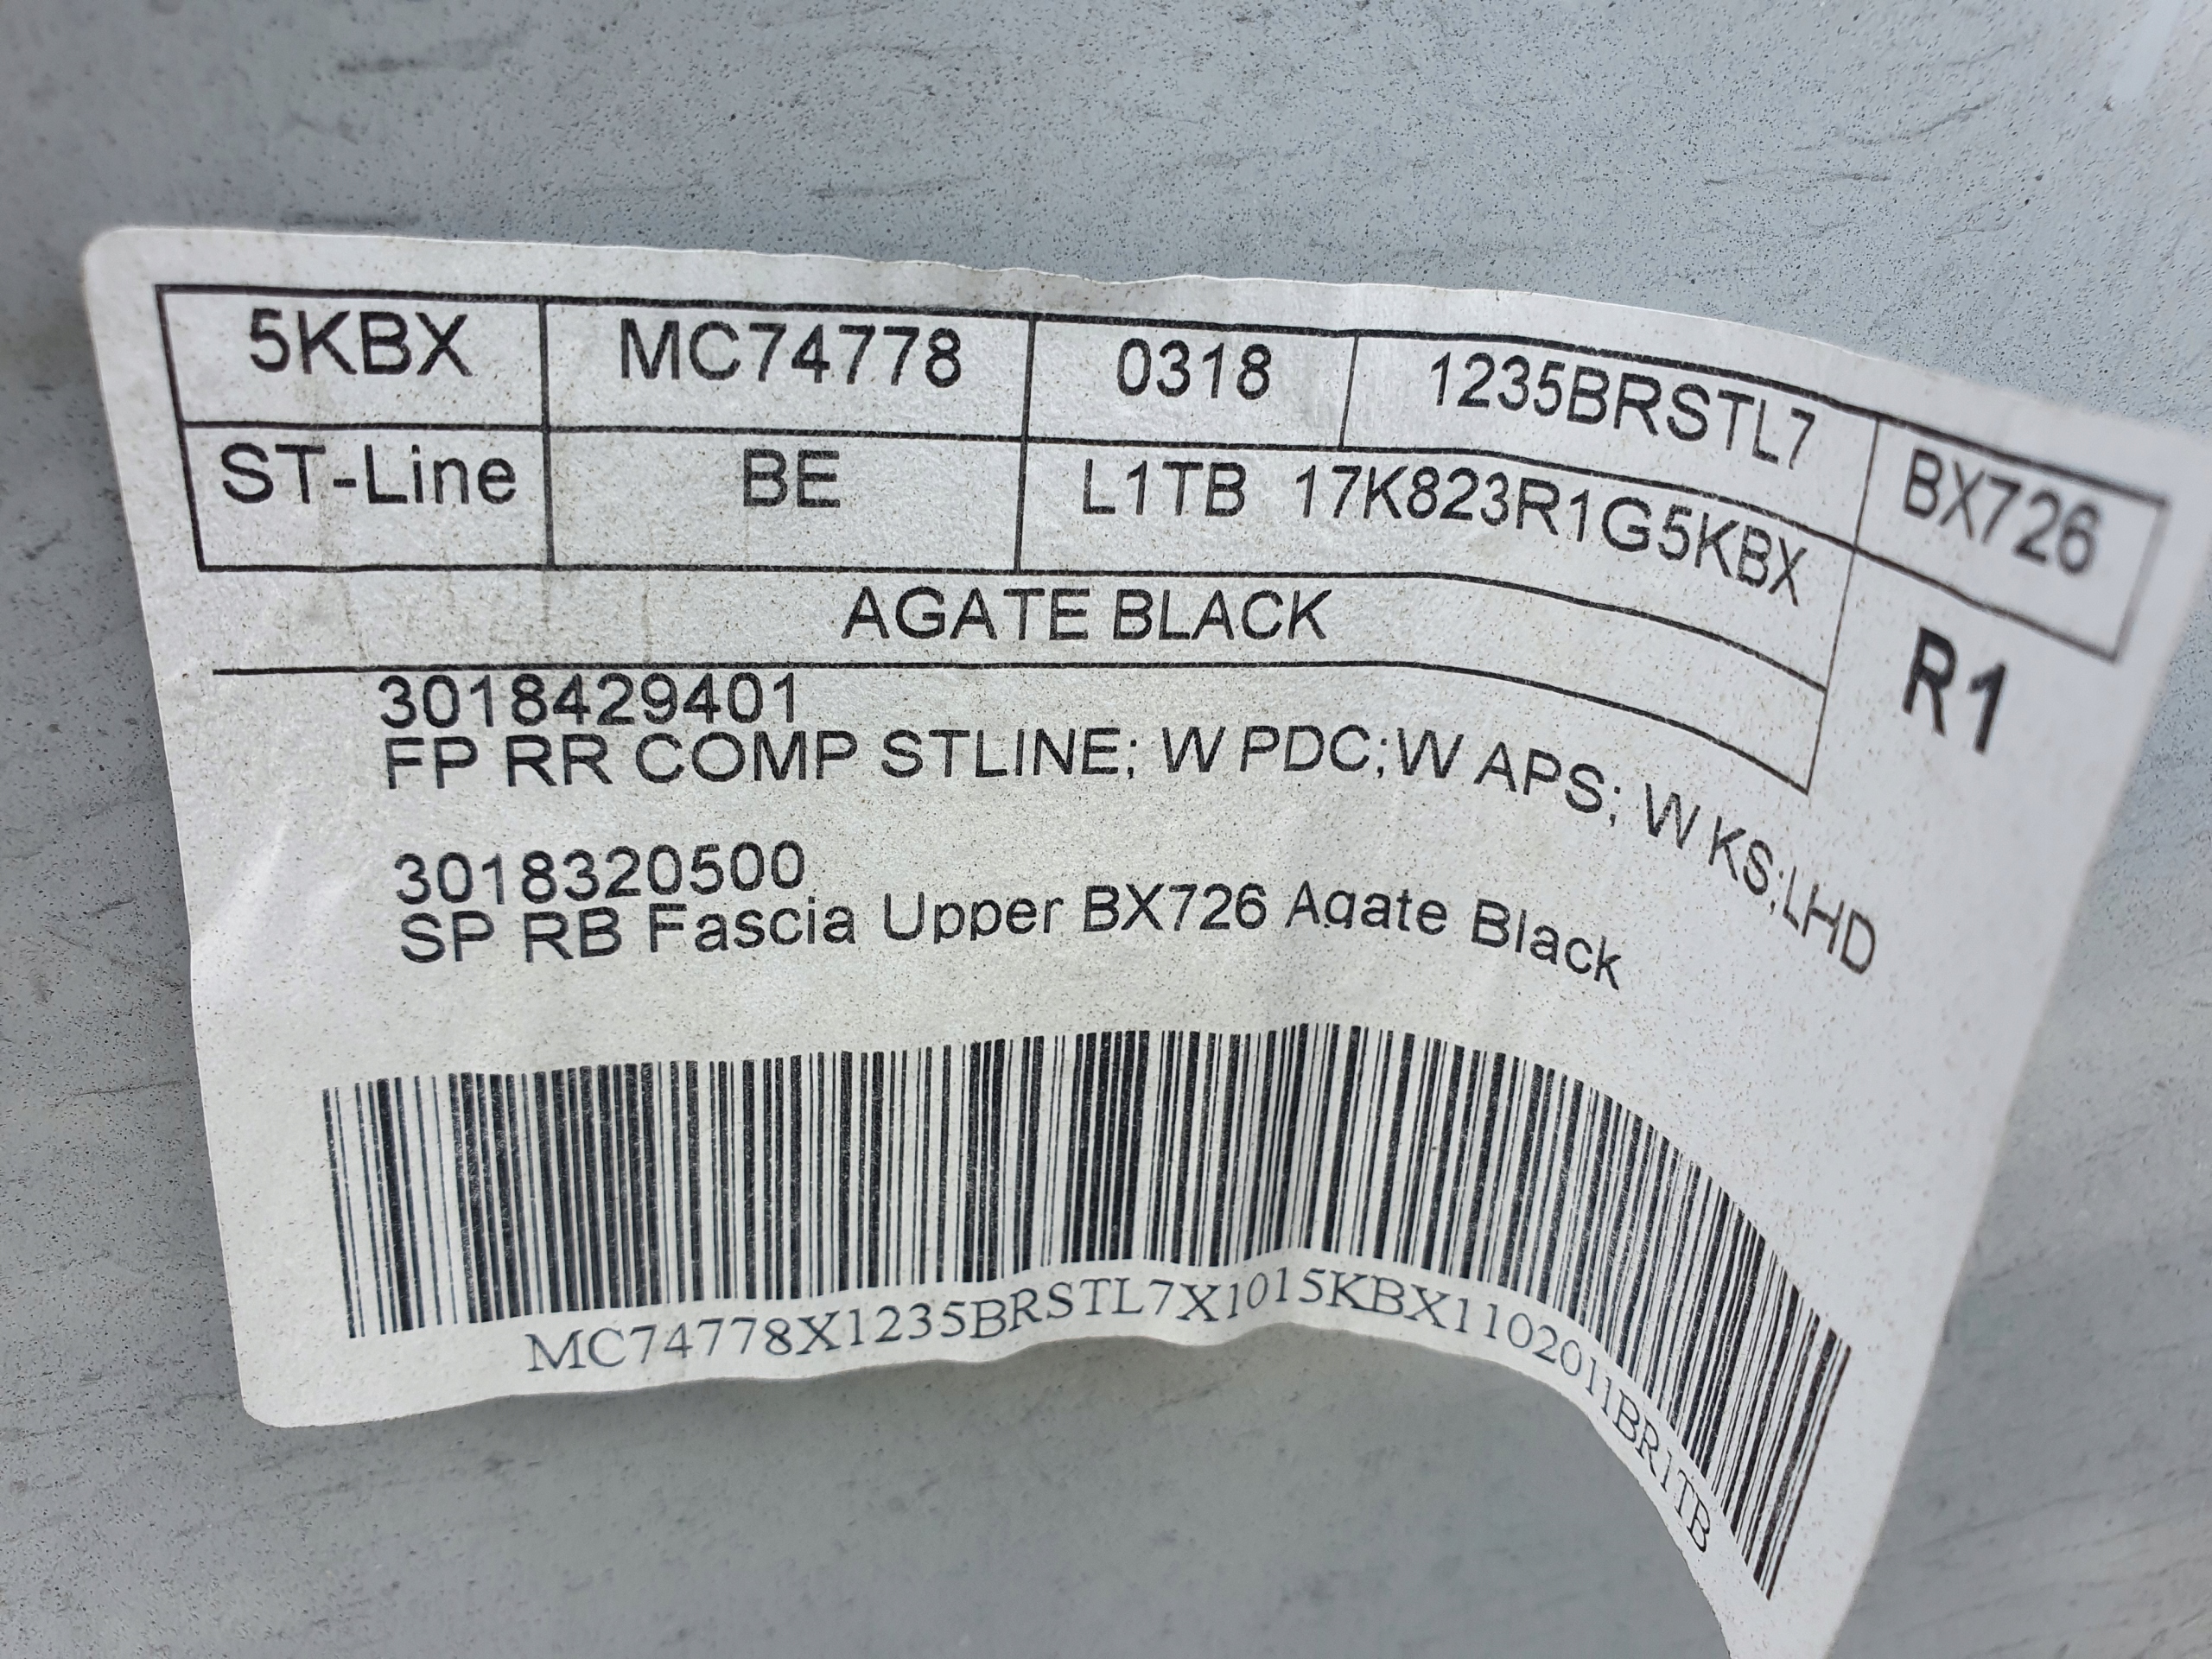 5KBX MC74778 0318 1235BRSTL7 BX726
ST-Line BE L1TB 17K823R1G5KBX R1
AGATE BLACK
3018429401
FP RR COMP STLINE; W PDC;W APS; W KS;LHD
3018320500
SP RB Fascia Upper BX726 Agate Black
MC74778X1235BRSTL7X1015KBX1102011BR1TB